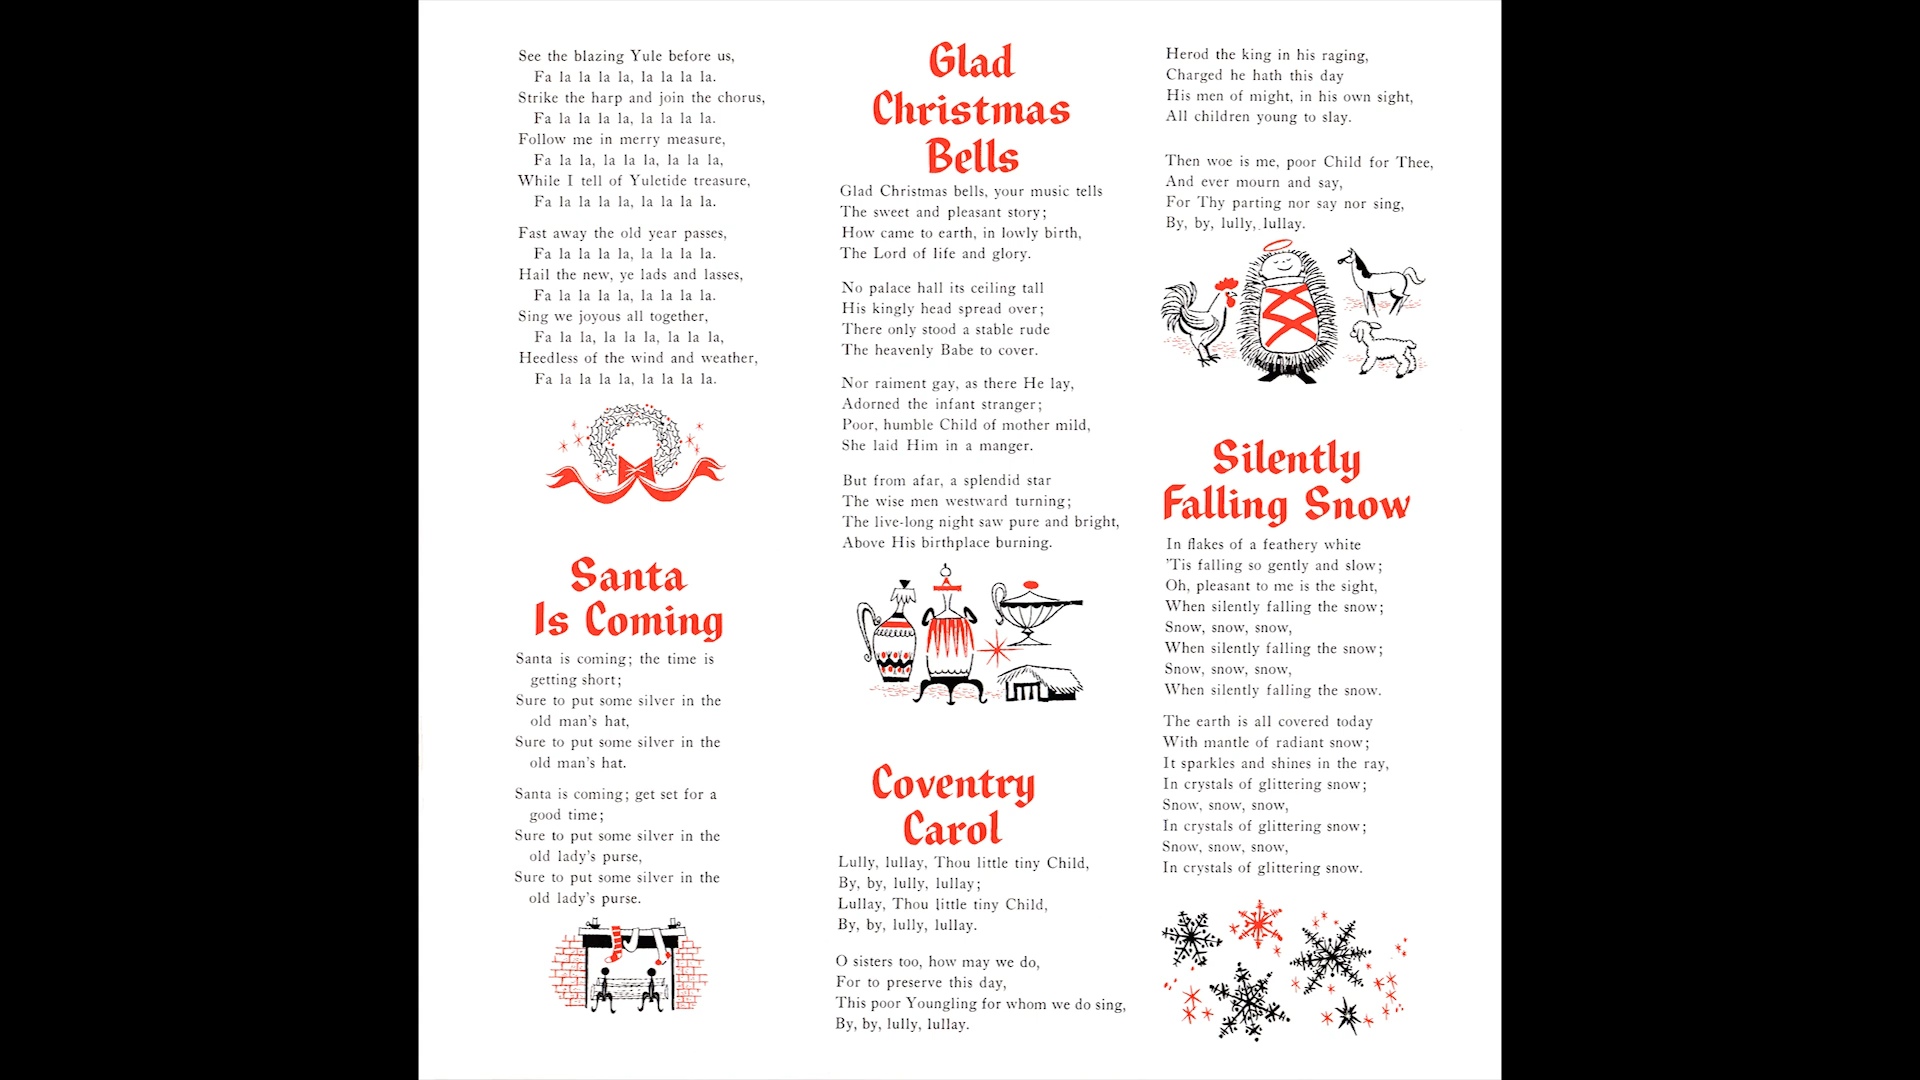 See the blazing Yule before us,
Fa la la la la, la la la la.
Strike the harp and join the chorus,
Fa la la la la, la la la la.
Follow me in merry measure,
Fa la la, la la la, la la la,
While I tell of Yuletide treasure,
Fa la la la la, la la la la.
Fast away the old year passes,
Fa la la la la, la la la la.
Hail the new, ye lads and lasses,
Fa la la la la, la la la la.
Sing we joyous all together,
Fa la la, la la la, la la la,
Heedless of the wind and weather,
Fa la la la la, la la la la.
Santa
Is Coming
Santa is coming; the time is
getting short;
Sure to put some silver in the
old man's hat,
Sure to put some silver in the
old man's hat.
Santa is coming; get set for a
good time;
Sure to put some silver in the
old lady's purse,
Sure to put some silver in the
old lady's purse.
Glad
Christmas
Bells
Glad Christmas bells, your music tells
The sweet and pleasant story;
How came to earth, in lowly birth,
The Lord of life and glory.
No palace hall its ceiling tall
His kingly head spread over;
There only stood a stable rude
The heavenly Babe to cover.
Nor raiment gay, as there He lay,
Adorned the infant stranger;
Poor, humble Child of mother mild,
She laid Him in a manger.
But from afar, a splendid star
The wise men westward turning;
The live-long night saw pure and bright,
Above His birthplace burning.
Coventry
Carol
Lully, lullay, Thou little tiny Child,
By, by, lully, lullay;
Lullay, Thou little tiny Child,
By, by, lully, lullay.
O sisters too, how may we do,
For to preserve this day,
This poor Youngling for whom we do sing,
By, by, lully, lullay.
Herod the king in his raging,
Charged he hath this day
His men of might, in his own sight,
All children young to slay.
Then woe is me, poor Child for Thee,
And ever mourn and say,
For Thy parting nor say nor sing,
By, by, lully, lullay.
Silently
Falling Snow
In flakes of a feathery white
'Tis falling so gently and slow;
Oh, pleasant to me is the sight,
When silently falling the snow;
Snow, snow, snow,
When silently falling the snow;
Snow, snow, snow,
When silently falling the snow.
The earth is all covered today
With mantle of radiant snow;
It sparkles and shines in the ray,
In crystals of glittering snow;
Snow, snow, snow,
In crystals of glittering snow;
Snow, snow, snow,
In crystals of glittering snow.